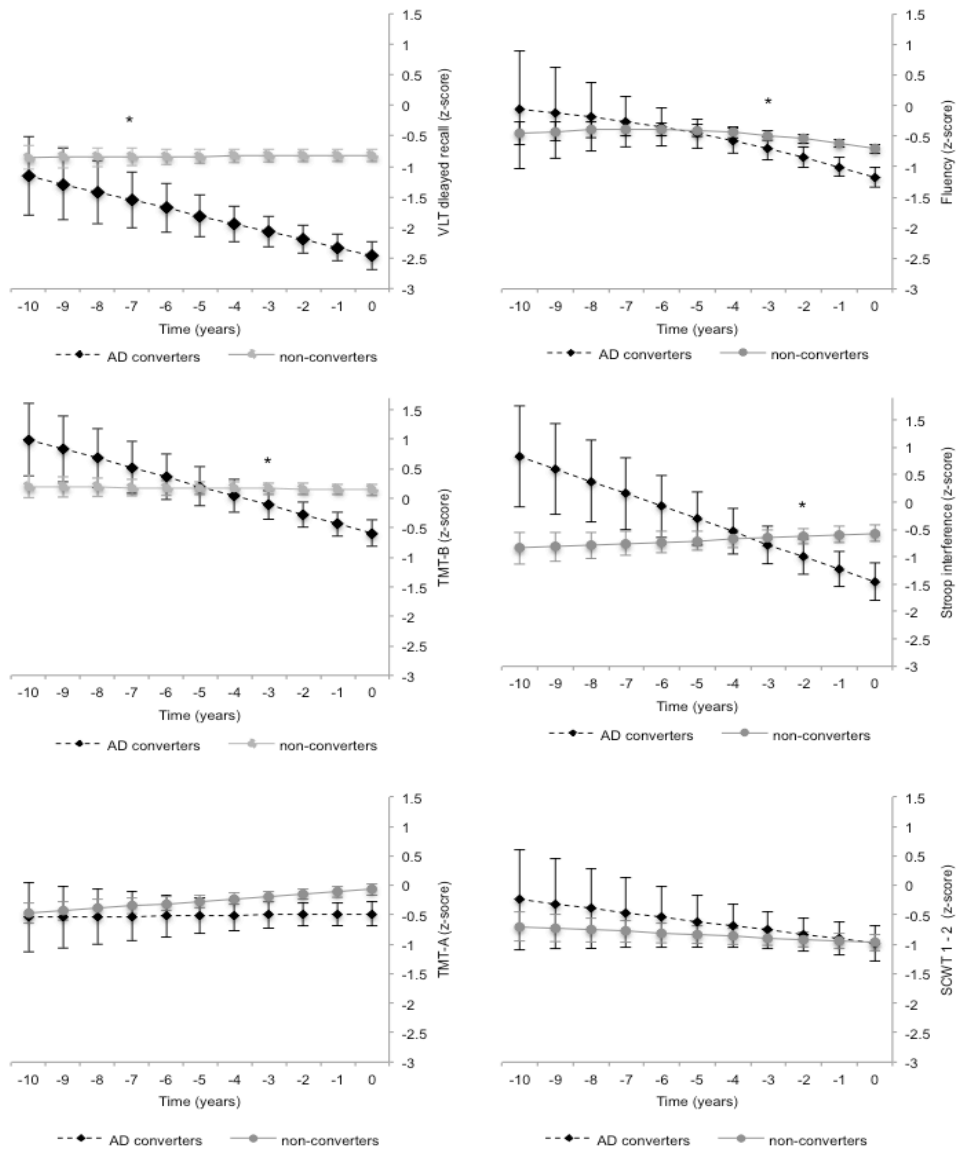 1.5
1
0.5
0
-0.5
-1
-1.5
-2
-2.5
-3
VLT dleayed recall (z-score)
*
-10 -9 -8 -7 -6 -5 -4 -3 -2 -1 0
Time (years)
AD converters non-converters
1.5
1
0.5
0
-0.5
-1
-1.5
-2
-2.5
-3
Fluency (z-score)
*
-10 -9 -8 -7 -6 -5 -4 -3 -2 -1 0
Time (years)
AD converters non-converters
1.5
1
0.5
0
-0.5
-1
-1.5
-2
-2.5
-3
TMT-B (z-score)
*
-10 -9 -8 -7 -6 -5 -4 -3 -2 -1 0
Time (years)
AD converters non-converters
1.5
1
0.5
0
-0.5
-1
-1.5
-2
-2.5
-3
Stroop interference (z-score)
*
-10 -9 -8 -7 -6 -5 -4 -3 -2 -1 0
Time (years)
AD converters non-converters
1.5
1
0.5
0
-0.5
-1
-1.5
-2
-2.5
-3
TMT-A (z-socre)
-10 -9 -8 -7 -6 -5 -4 -3 -2 -1 0
Time (years)
AD converters non-converters
1.5
1
0.5
0
-0.5
-1
-1.5
-2
-2.5
-3
SCWT 1 - 2 (z-score)
-10 -9 -8 -7 -6 -5 -4 -3 -2 -1 0
Time (years)
AD converters non-converters